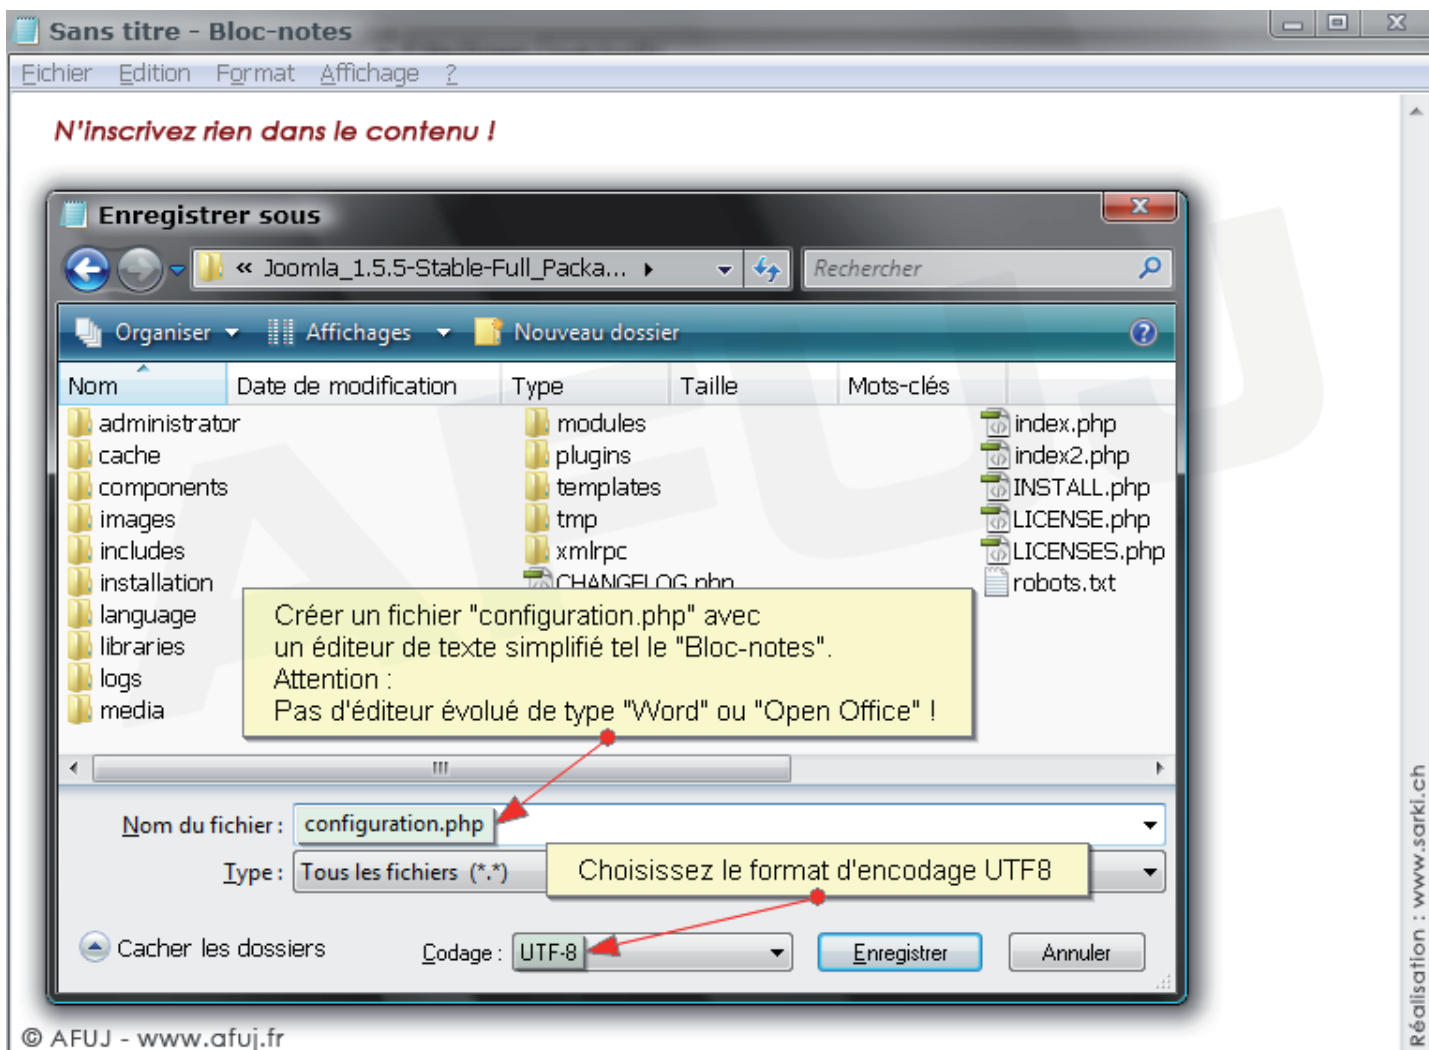 Sans titre - Bloc-notes
Fichier Edition Format Affichage ?
N'inscrivez rien dans le contenu !
Enregistrer sous
« Joomla_1.5.5-Stable-Full_Packa...
Rechercher
Organiser Affichages Nouveau dossier
Nom Date de modification Type Taille Mots-clés
administrator modules index.php
cache plugins index2.php
components templates INSTALL.php
images tmp LICENSE.php
includes xmlrpc LICENSES.php
installation CHANGELOG.php robots.txt
language
libraries
logs
media
Créer un fichier "configuration.php" avec
un éditeur de texte simplifié tel le "Bloc-notes".
Attention :
Pas d'éditeur évolué de type "Word" ou "Open Office" !
Nom du fichier : configuration.php
Type : Tous les fichiers (*.*)
Choisissez le format d'encodage UTF8
Cacher les dossiers Codage : UTF-8 Enregistrer Annuler
© AFUJ - www.afuj.fr
Réalisation : www.sarki.ch
AFUJ